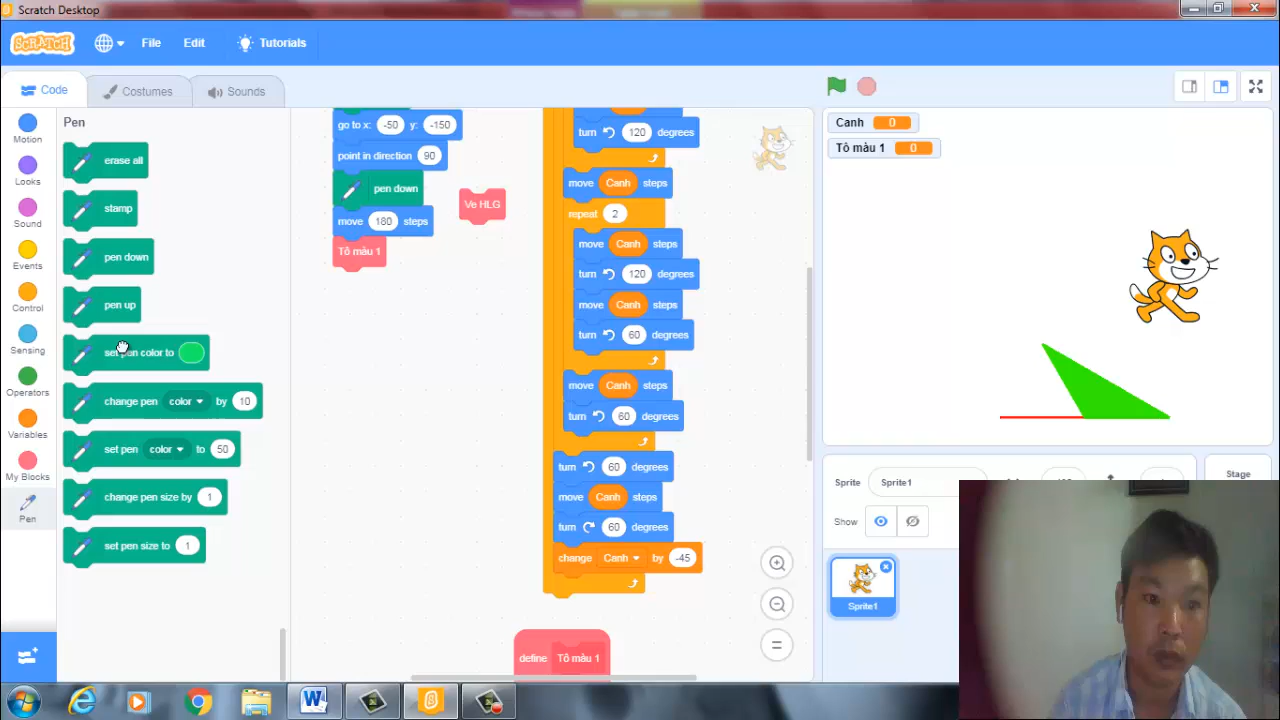 Scratch Desktop
SCRATCH
File
Edit
Tutorials
Code
Costumes
Sounds
Motion
Looks
Sound
Events
Control
Sensing
Operators
Variables
My Blocks
Pen
Pen
erase all
stamp
pen down
pen up
set pen color to
change pen color by 10
set pen color to 50
change pen size by 1
set pen size to 1
go to x: -50 y: -150
point in direction 90
pen down
move 180 steps
Tô màu 1
Ve HLG
turn 120 degrees
move Canh steps
repeat 2
move Canh steps
turn 120 degrees
move Canh steps
turn 60 degrees
move Canh steps
turn 60 degrees
turn 60 degrees
move Canh steps
turn 60 degrees
change Canh by -45
define Tô màu 1
Canh 0
Tô màu 1 0
Sprite
Sprite1
Show
Sprite1
Stage